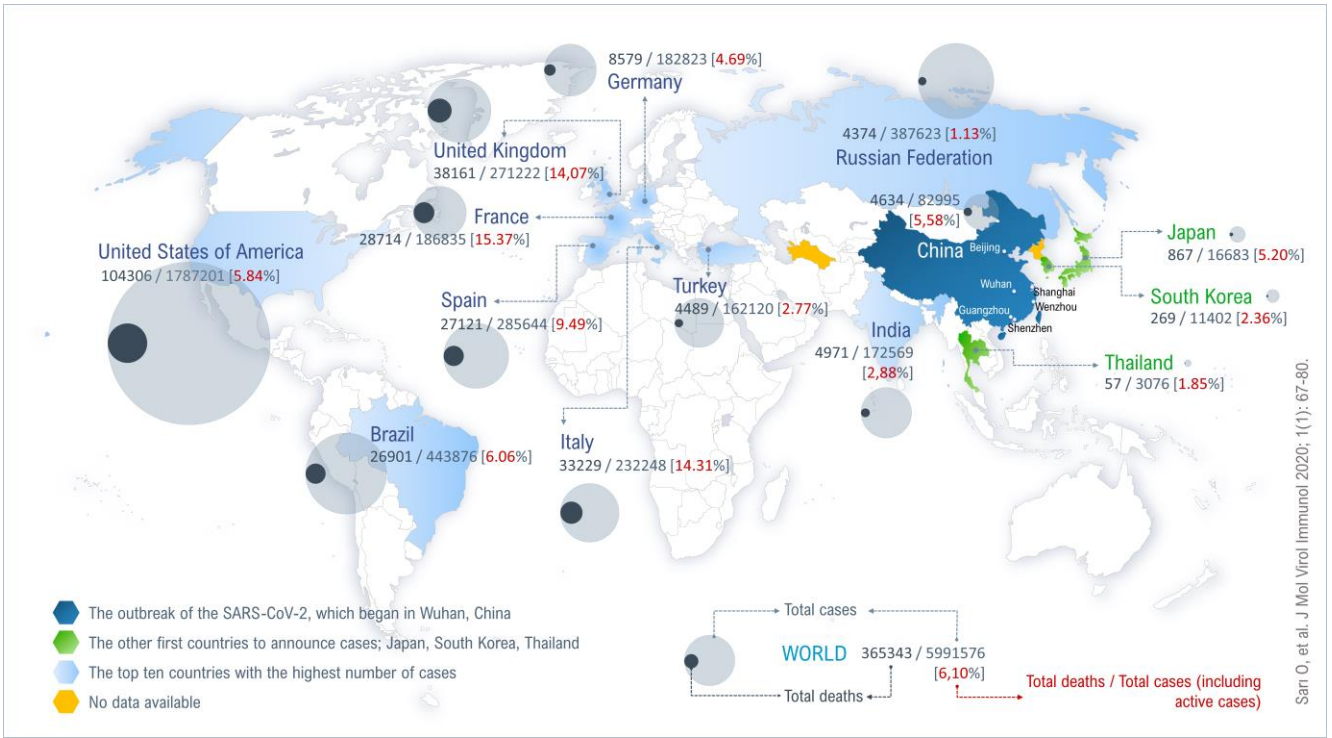 8579 / 182823 [4.69%]
Germany
4374 / 387623 [1.13%]
Russian Federation
United Kingdom
38161 / 271222 [14,07%]
4634 / 82995
[5,58%]
France
28714 / 186835 [15.37%]
China
Beijing
Wuhan
Shanghai
Wenzhou
Guangzhou
Shenzhen
Japan
867 / 16683 [5.20%]
United States of America
104306 / 1787201 [5.84%]
Spain
27121 / 285644 [9.49%]
Turkey
4489 / 162120 [2.77%]
South Korea
269 / 11402 [2.36%]
India
4971 / 172569
[2,88%]
Thailand
57 / 3076 [1.85%]
Brazil
26901 / 443876 [6.06%]
Italy
33229 / 232248 [14.31%]
The outbreak of the SARS-CoV-2, which began in Wuhan, China
The other first countries to announce cases; Japan, South Korea, Thailand
The top ten countries with the highest number of cases
No data available
Total cases
WORLD 365343 / 5991576
[6,10%]
Total deaths
Total deaths / Total cases (including
active cases)
Sarı O, et al. J Mol Virol Immunol 2020; 1(1): 67-80.